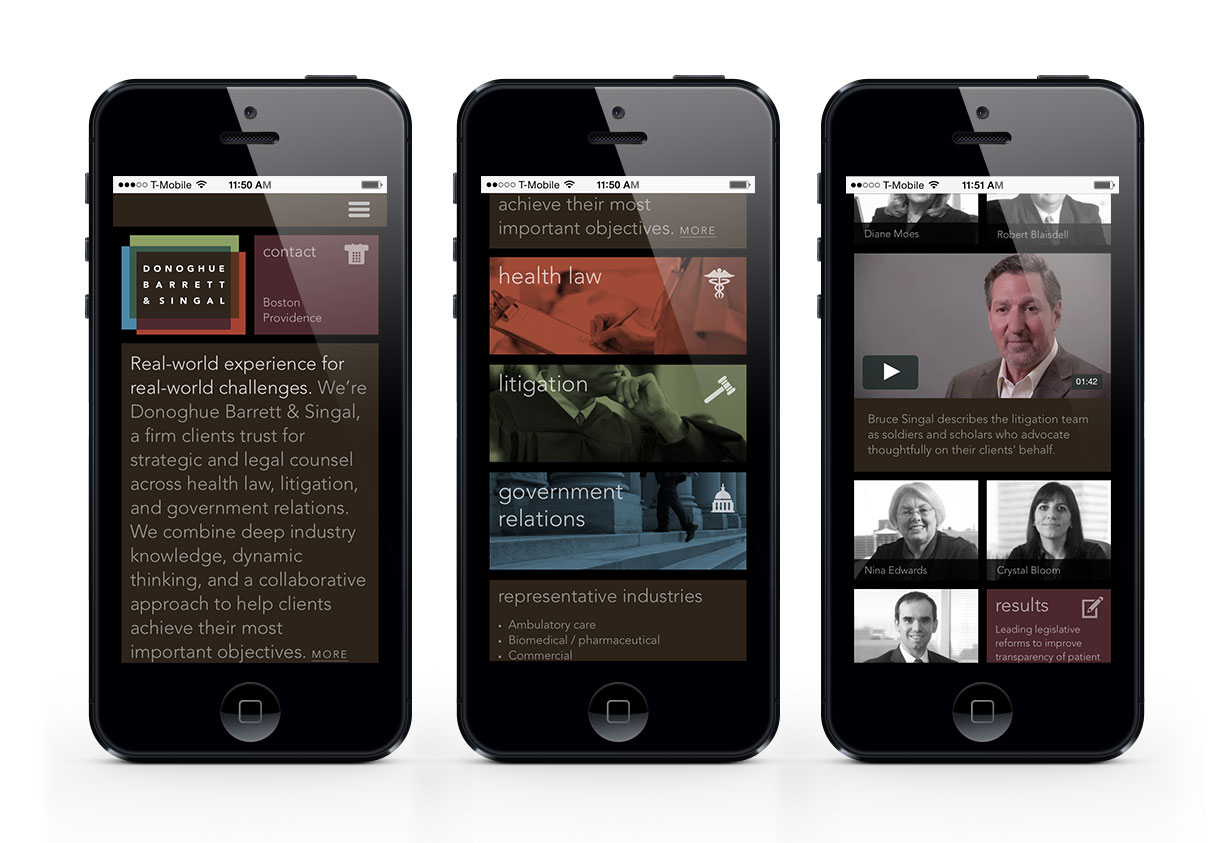 T-Mobile 11:50 AM
DONOGHUE
BARRETT
& SINGAL
contact
Boston
Providence
Real-world experience for
real-world challenges. We're
Donoghue Barrett & Singal,
a firm clients trust for
strategic and legal counsel
across health law, litigation,
and government relations.
We combine deep industry
knowledge, dynamic
thinking, and a collaborative
approach to help clients
achieve their most
important objectives. MORE
T-Mobile 11:50 AM
achieve their most
important objectives. MORE
health law
litigation
government
relations
representative industries
• Ambulatory care
• Biomedical / pharmaceutical
• Commercial
T-Mobile 11:51 AM
Diane Moes
Robert Blaisdell
01:42
Bruce Singal describes the litigation team
as soldiers and scholars who advocate
thoughtfully on their clients' behalf.
Nina Edwards
Crystal Bloom
results
Leading legislative
reforms to improve
transparency of patient